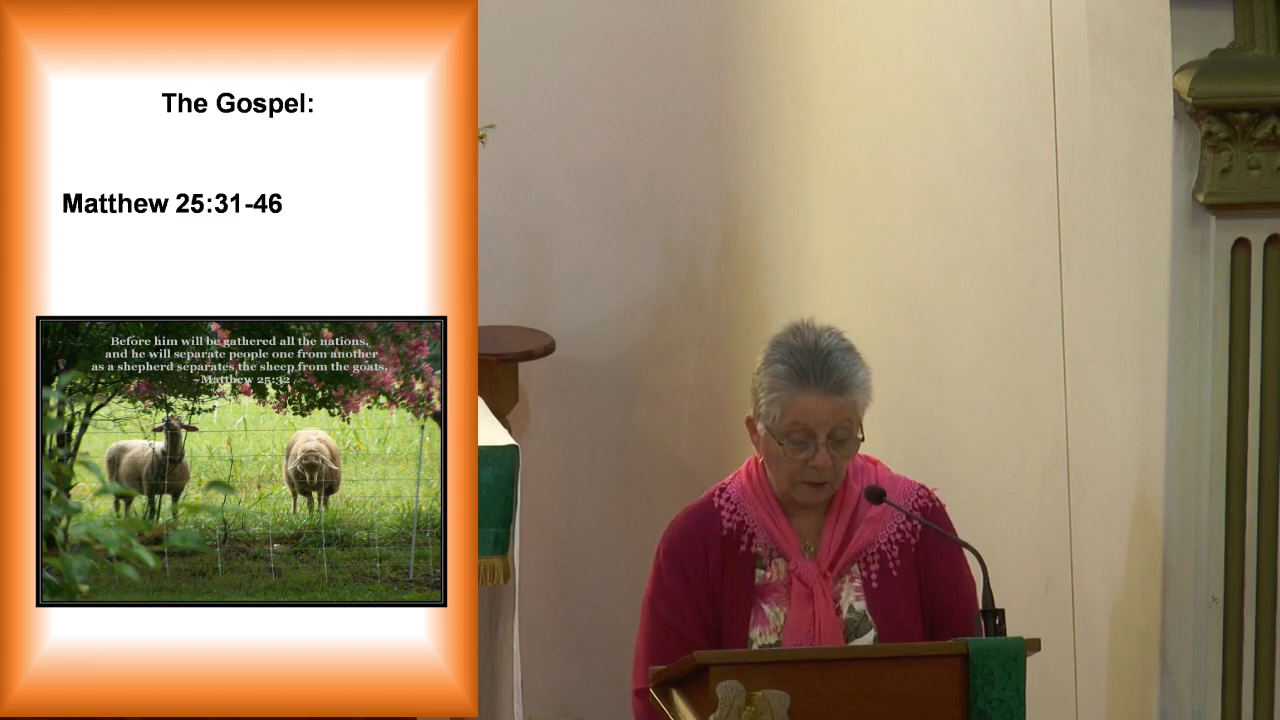 The Gospel:
Matthew 25:31-46
Before him will be gathered all the nations,
and he will separate people one from another
as a shepherd separates the sheep from the goats.
~Matthew 25:32